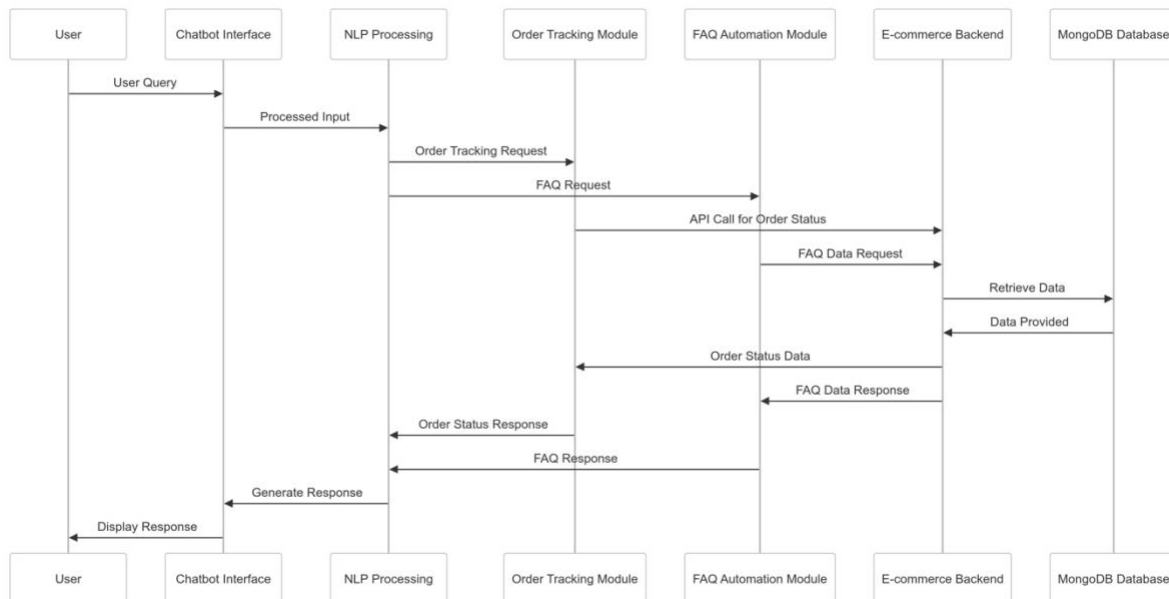 User
Chatbot Interface
NLP Processing
Order Tracking Module
FAQ Automation Module
E-commerce Backend
MongoDB Database
User Query
Processed Input
Order Tracking Request
FAQ Request
API Call for Order Status
FAQ Data Request
Retrieve Data
Data Provided
Order Status Data
FAQ Data Response
Order Status Response
FAQ Response
Generate Response
Display Response
User
Chatbot Interface
NLP Processing
Order Tracking Module
FAQ Automation Module
E-commerce Backend
MongoDB Database